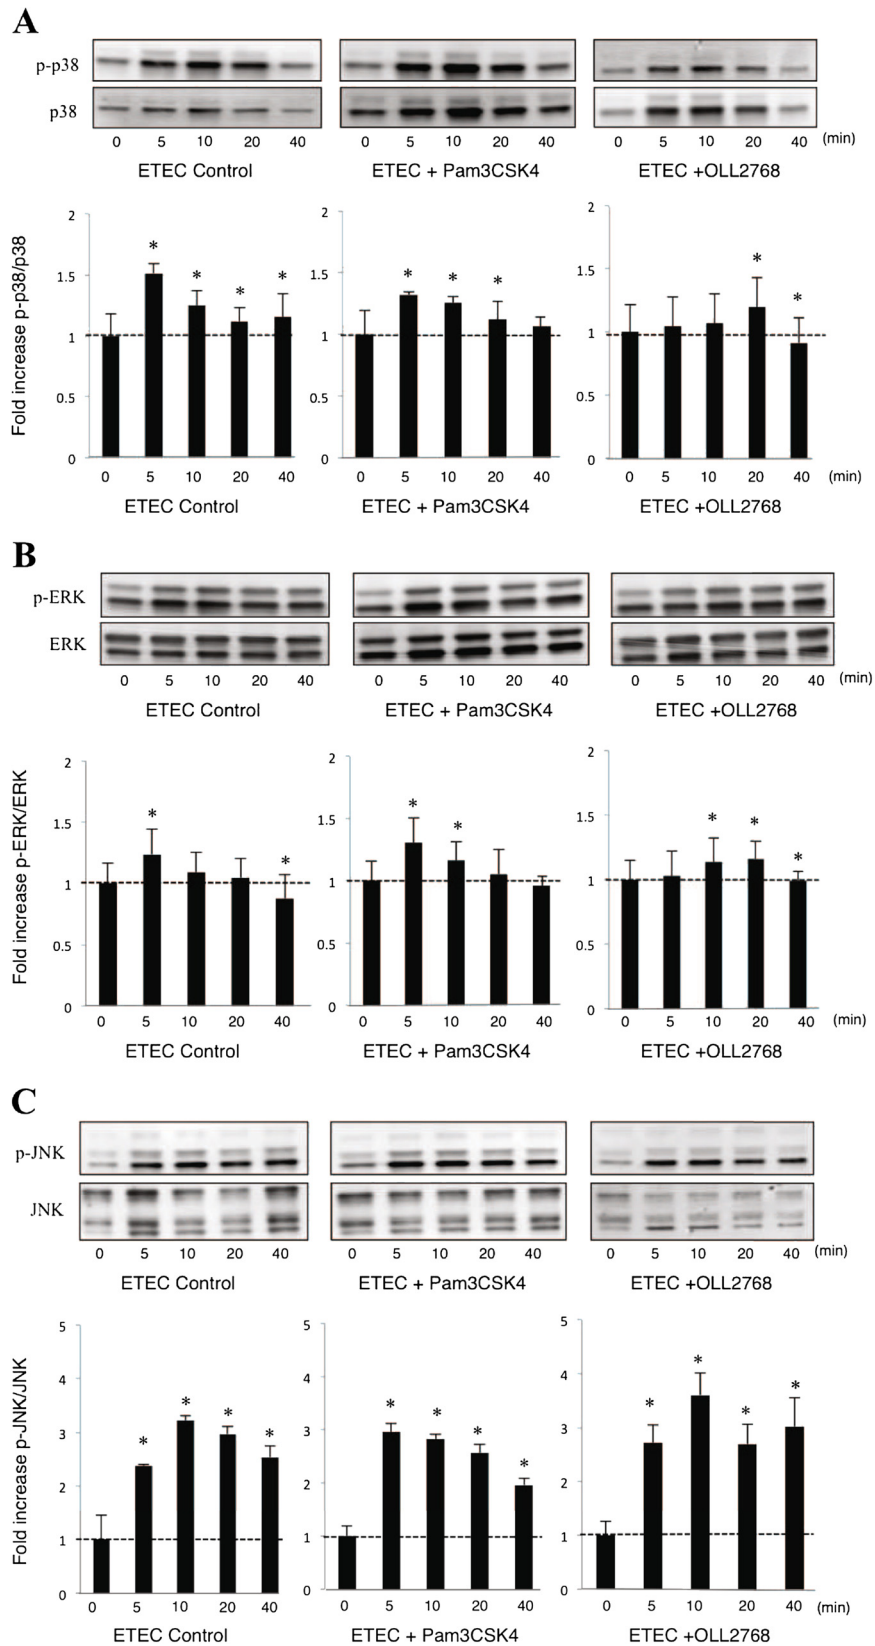 A
p-p38
p38
0 5 10 20 40 0 5 10 20 40 0 5 10 20 40 (min)
ETEC Control ETEC + Pam3CSK4 ETEC +OLL2768
Fold increase p-p38/p38
2 2 2
1.5 1.5 1.5
1 1 1
0.5 0.5 0.5
0 0 0
* * * * * * * * *
0 5 10 20 40 0 5 10 20 40 0 5 10 20 40 (min)
ETEC Control ETEC + Pam3CSK4 ETEC +OLL2768
B
p-ERK
ERK
0 5 10 20 40 0 5 10 20 40 0 5 10 20 40 (min)
ETEC Control ETEC + Pam3CSK4 ETEC +OLL2768
Fold increase p-ERK/ERK
2 2 2
1.5 1.5 1.5
1 1 1
0.5 0.5 0.5
0 0 0
* * * * * * *
0 5 10 20 40 0 5 10 20 40 0 5 10 20 40 (min)
ETEC Control ETEC + Pam3CSK4 ETEC +OLL2768
C
p-JNK
JNK
0 5 10 20 40 0 5 10 20 40 0 5 10 20 40 (min)
ETEC Control ETEC + Pam3CSK4 ETEC +OLL2768
Fold increase p-JNK/JNK
5 5 5
4 4 4
3 3 3
2 2 2
1 1 1
0 0 0
* * * * * * * * * * * *
0 5 10 20 40 0 5 10 20 40 0 5 10 20 40 (min)
ETEC Control ETEC + Pam3CSK4 ETEC +OLL2768